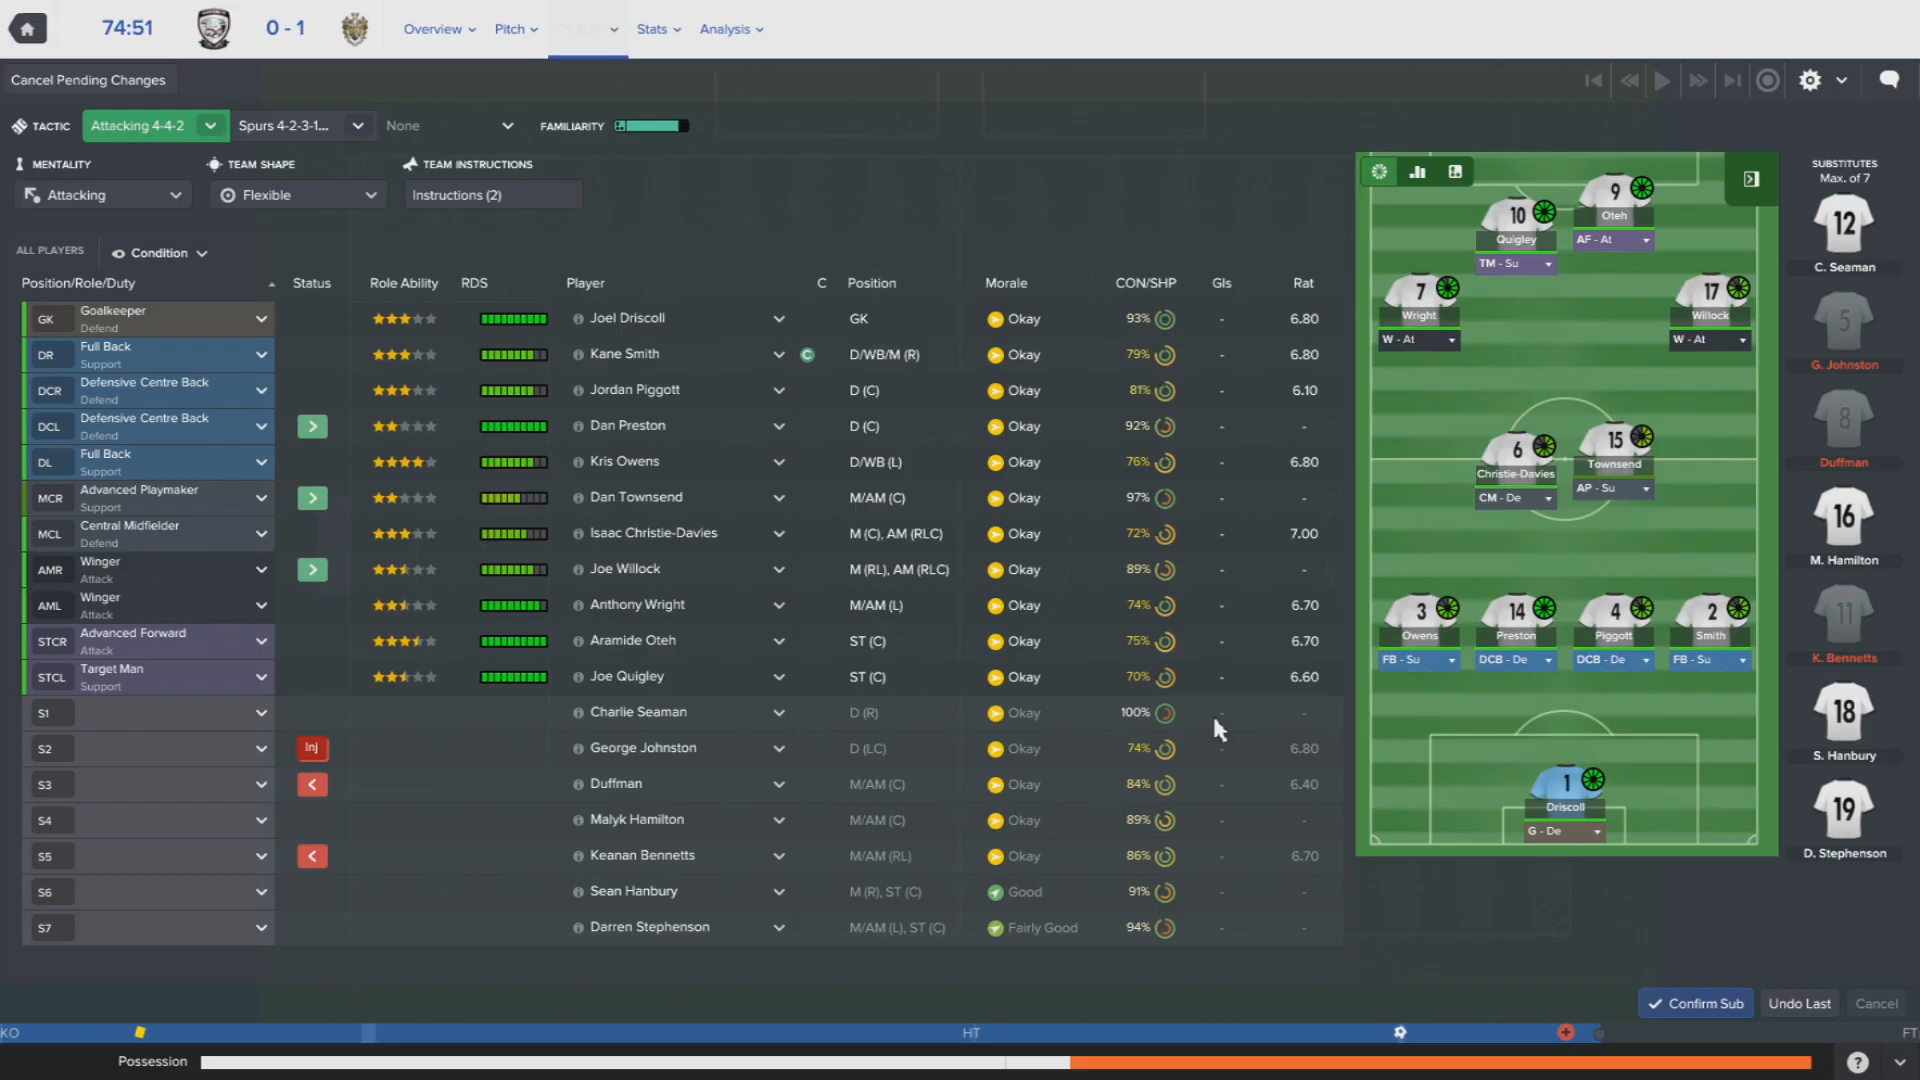 74:51
0 - 1
Overview
Pitch
Stats
Analysis
Cancel Pending Changes
TACTIC
Attacking 4-4-2
Spurs 4-2-3-1...
None
FAMILIARITY
MENTALITY
TEAM SHAPE
TEAM INSTRUCTIONS
Attacking
Flexible
Instructions (2)
ALL PLAYERS
Condition
Position/Role/Duty Status Role Ability RDS Player C Position Morale CON/SHP Gls Rat
GK Goalkeeper Defend Joel Driscoll GK Okay 93% - 6.80
DR Full Back Support Kane Smith C D/WB/M (R) Okay 79% - 6.80
DCR Defensive Centre Back Defend Jordan Piggott D (C) Okay 81% - 6.10
DCL Defensive Centre Back Defend Dan Preston D (C) Okay 92% - -
DL Full Back Support Kris Owens D/WB (L) Okay 76% - 6.80
MCR Advanced Playmaker Support Dan Townsend M/AM (C) Okay 97% - -
MCL Central Midfielder Defend Isaac Christie-Davies M (C), AM (RLC) Okay 72% - 7.00
AMR Winger Attack Joe Willock M (RL), AM (RLC) Okay 89% - -
AML Winger Attack Anthony Wright M/AM (L) Okay 74% - 6.70
STCR Advanced Forward Attack Aramide Oteh ST (C) Okay 75% - 6.70
STCL Target Man Support Joe Quigley ST (C) Okay 70% - 6.60
S1 Charlie Seaman D (R) Okay 100% - -
S2 Inj George Johnston D (LC) Okay 74% - 6.80
S3 Duffman M/AM (C) Okay 84% - 6.40
S4 Malyk Hamilton M/AM (C) Okay 89% - -
S5 Keanan Bennetts M/AM (RL) Okay 86% - 6.70
S6 Sean Hanbury M (R), ST (C) Good 91% - -
S7 Darren Stephenson M/AM (L), ST (C) Fairly Good 94% - -
9
Oteh
AF - At
10
Quigley
TM - Su
7
Wright
W - At
17
Willock
W - At
6
Christie-Davies
CM - De
15
Townsend
AP - Su
3
Owens
FB - Su
14
Preston
DCB - De
4
Piggott
DCB - De
2
Smith
FB - Su
1
Driscoll
G - De
SUBSTITUTES
Max. of 7
12
C. Seaman
5
G. Johnston
8
Duffman
16
M. Hamilton
11
K. Bennetts
18
S. Hanbury
19
D. Stephenson
Confirm Sub
Undo Last
Cancel
KO
HT
FT
Possession
?